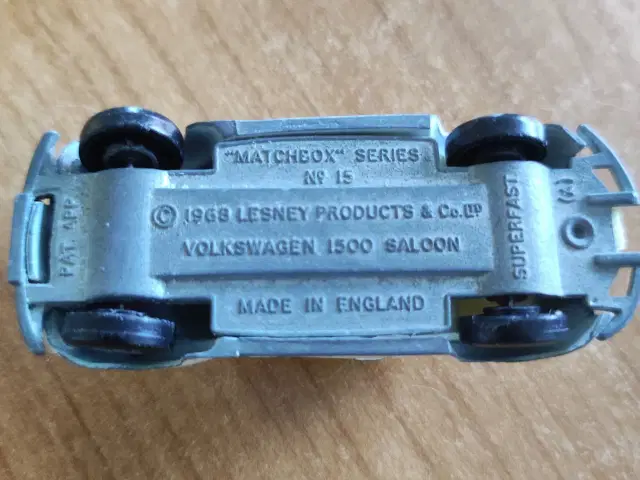 "MATCHBOX" SERIES
Nº 15
© 1968 LESNEY PRODUCTS & Co. LTD
VOLKSWAGEN 1500 SALOON
MADE IN ENGLAND
PAT. APP
SUPERFAST